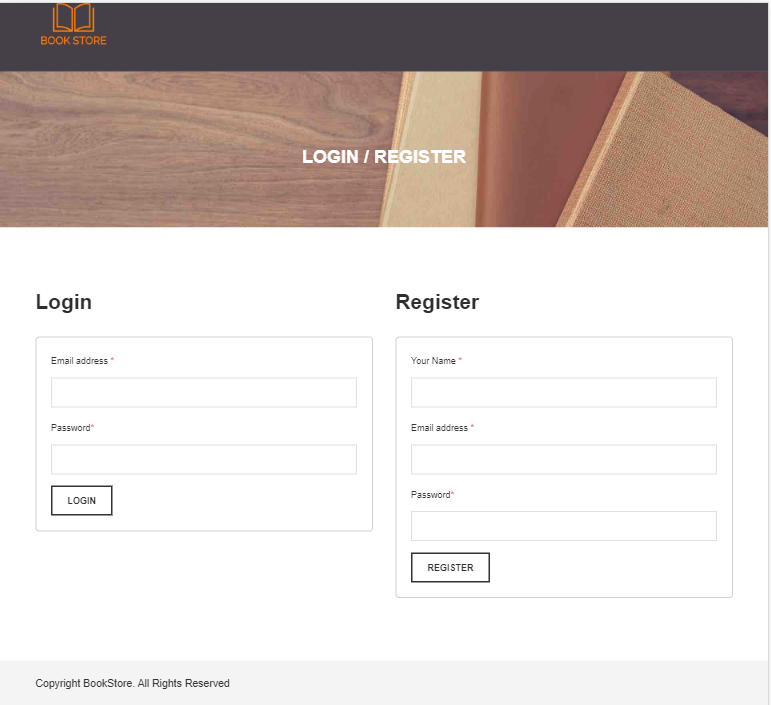 BOOK STORE
LOGIN / REGISTER
Login
Email address *
Password*
LOGIN
Register
Your Name *
Email address *
Password*
REGISTER
Copyright BookStore. All Rights Reserved